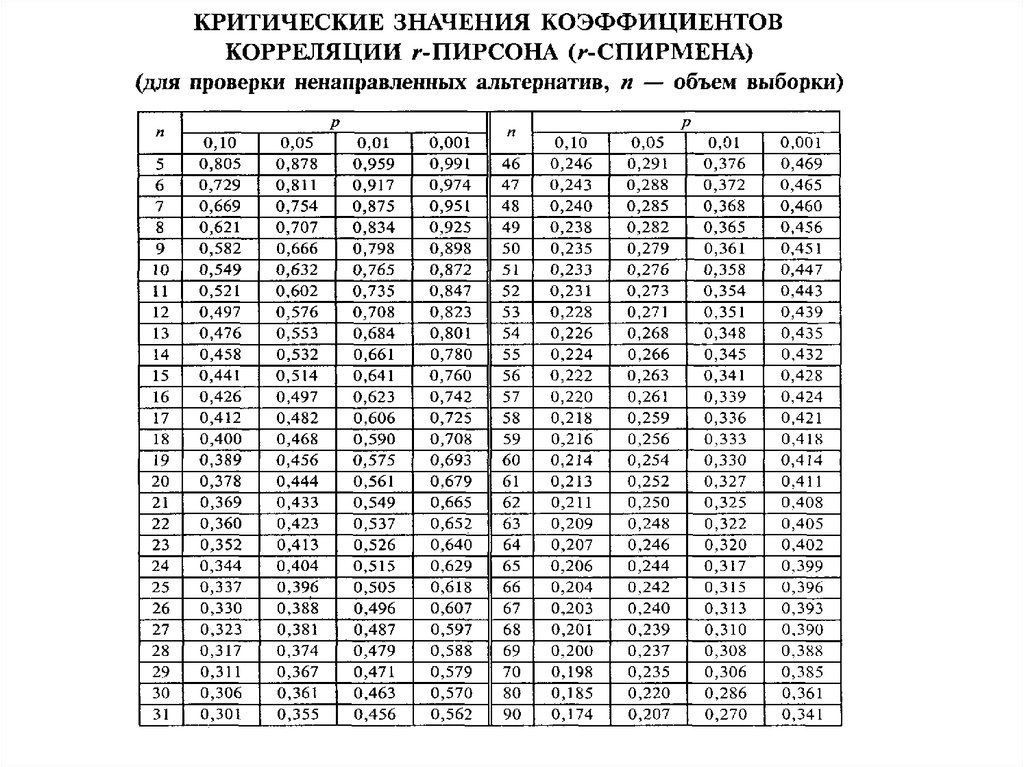 КРИТИЧЕСКИЕ ЗНАЧЕНИЯ КОЭФФИЦИЕНТОВ
КОРРЕЛЯЦИИ r-ПИРСОНА (r-СПИРМЕНА)
(для проверки ненаправленных альтернатив, n — объем выборки)
n p n p
0,10 0,05 0,01 0,001 0,10 0,05 0,01 0,001
5 0,805 0,878 0,959 0,991 46 0,246 0,291 0,376 0,469
6 0,729 0,811 0,917 0,974 47 0,243 0,288 0,372 0,465
7 0,669 0,754 0,875 0,951 48 0,240 0,285 0,368 0,460
8 0,621 0,707 0,834 0,925 49 0,238 0,282 0,365 0,456
9 0,582 0,666 0,798 0,898 50 0,235 0,279 0,361 0,451
10 0,549 0,632 0,765 0,872 51 0,233 0,276 0,358 0,447
11 0,521 0,602 0,735 0,847 52 0,231 0,273 0,354 0,443
12 0,497 0,576 0,708 0,823 53 0,228 0,271 0,351 0,439
13 0,476 0,553 0,684 0,801 54 0,226 0,268 0,348 0,435
14 0,458 0,532 0,661 0,780 55 0,224 0,266 0,345 0,432
15 0,441 0,514 0,641 0,760 56 0,222 0,263 0,341 0,428
16 0,426 0,497 0,623 0,742 57 0,220 0,261 0,339 0,424
17 0,412 0,482 0,606 0,725 58 0,218 0,259 0,336 0,421
18 0,400 0,468 0,590 0,708 59 0,216 0,256 0,333 0,418
19 0,389 0,456 0,575 0,693 60 0,214 0,254 0,330 0,414
20 0,378 0,444 0,561 0,679 61 0,213 0,252 0,327 0,411
21 0,369 0,433 0,549 0,665 62 0,211 0,250 0,325 0,408
22 0,360 0,423 0,537 0,652 63 0,209 0,248 0,322 0,405
23 0,352 0,413 0,526 0,640 64 0,207 0,246 0,320 0,402
24 0,344 0,404 0,515 0,629 65 0,206 0,244 0,317 0,399
25 0,337 0,396 0,505 0,618 66 0,204 0,242 0,315 0,396
26 0,330 0,388 0,496 0,607 67 0,203 0,240 0,313 0,393
27 0,323 0,381 0,487 0,597 68 0,201 0,239 0,310 0,390
28 0,317 0,374 0,479 0,588 69 0,200 0,237 0,308 0,388
29 0,311 0,367 0,471 0,579 70 0,198 0,235 0,306 0,385
30 0,306 0,361 0,463 0,570 80 0,185 0,220 0,286 0,361
31 0,301 0,355 0,456 0,562 90 0,174 0,207 0,270 0,341